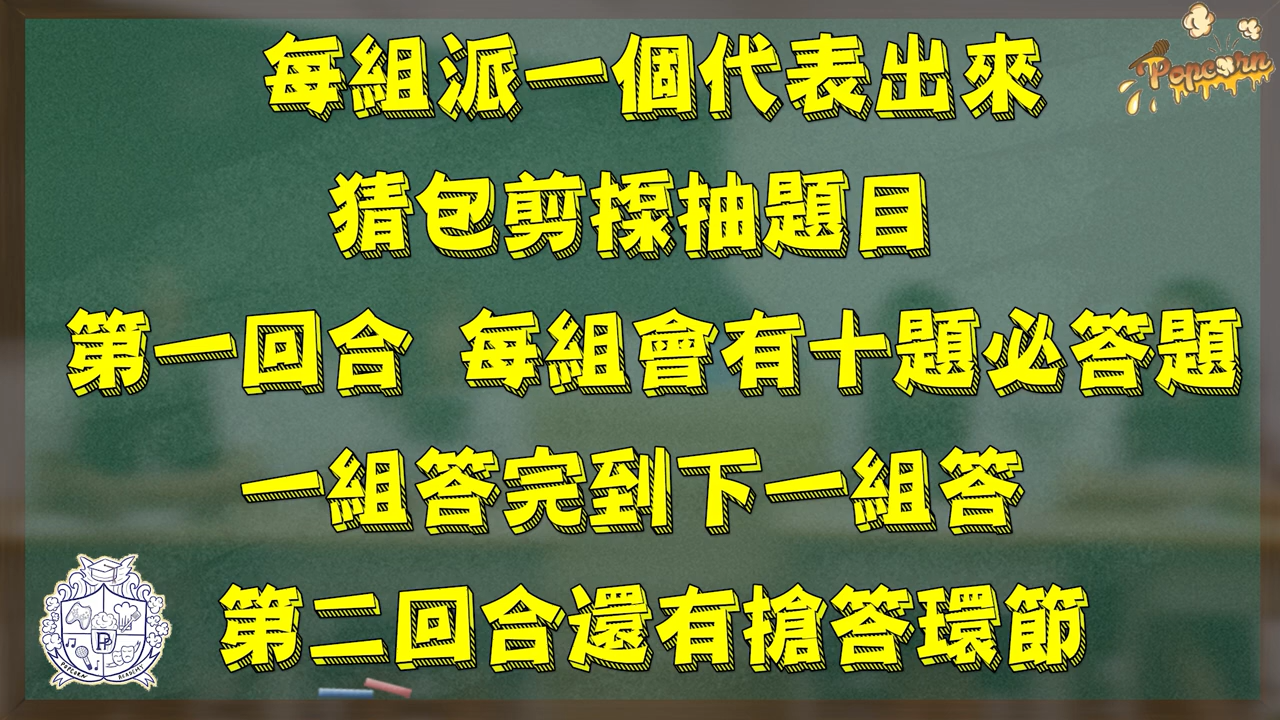 Popcorn
每組派一個代表出來
猜包剪揼抽題目
第一回合 每組會有十題必答題
一組答完到下一組答
第二回合還有搶答環節